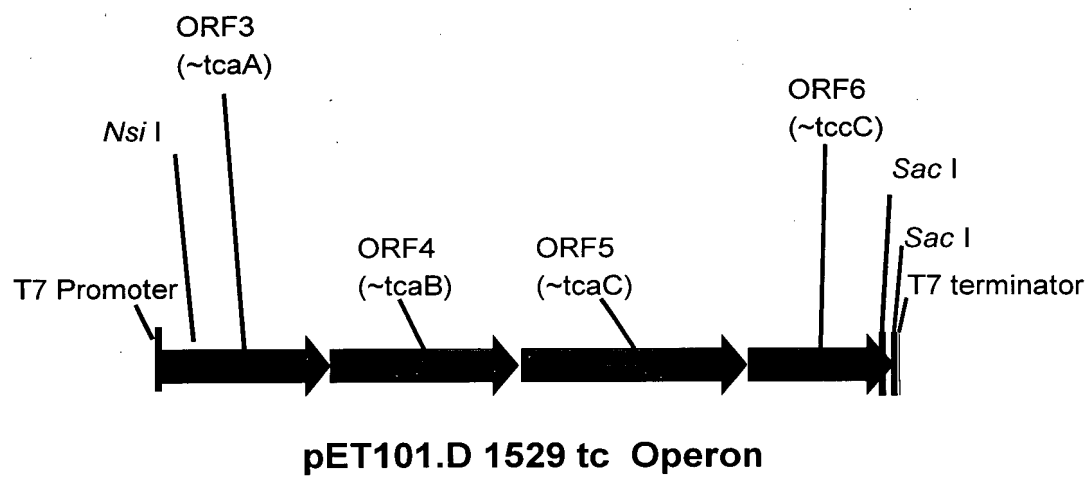 ORF3
(~tcaA)
ORF6
(~tccC)
Nsi I
Sac I
Sac I
ORF4
(~tcaB)
ORF5
(~tcaC)
T7 Promoter
T7 terminator
pET101.D 1529 tc Operon